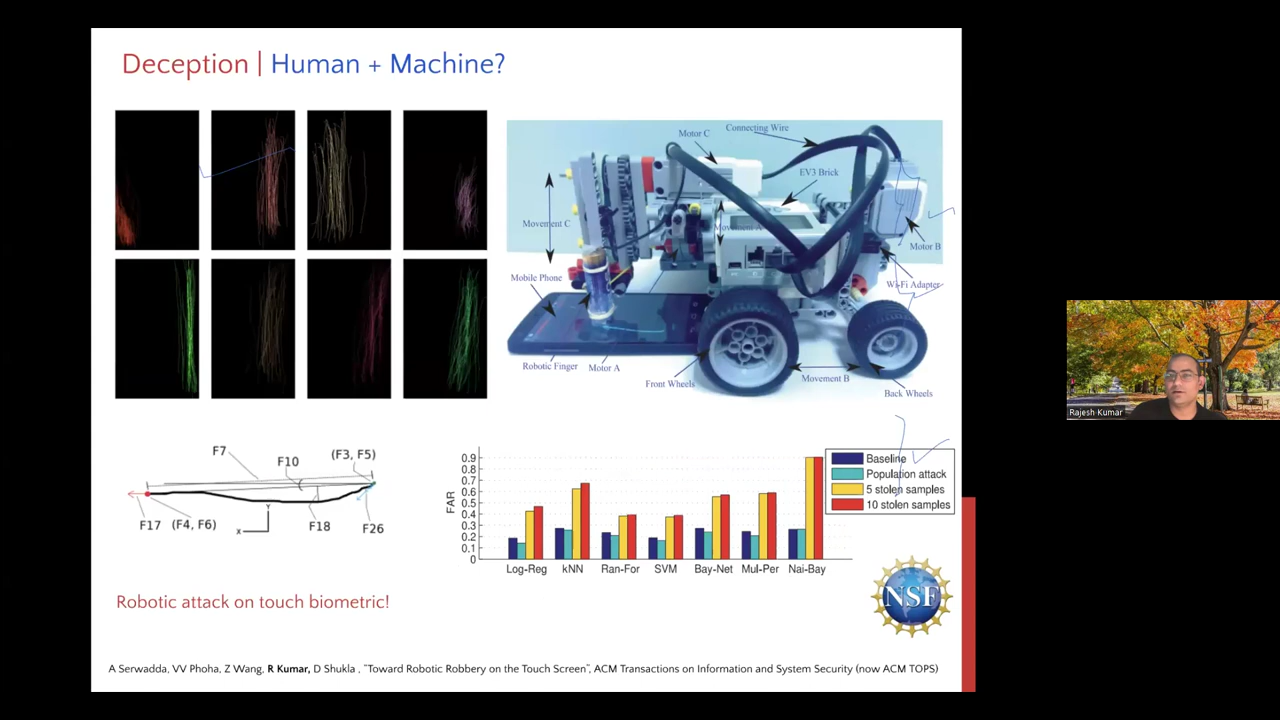 Deception | Human + Machine?
Motor C
Connecting Wire
EV3 Brick
Movement C
Movement A
Motor B
Mobile Phone
Wi-Fi Adapter
Robotic Finger
Motor A
Front Wheels
Movement B
Back Wheels
F7
F10
(F3, F5)
F17
(F4, F6)
Y
X
F18
F26
FAR
0.9
0.8
0.7
0.6
0.5
0.4
0.3
0.2
0.1
0
Log-Reg
kNN
Ran-For
SVM
Bay-Net
Mul-Per
Nai-Bay
Baseline
Population attack
5 stolen samples
10 stolen samples
NSF
Robotic attack on touch biometric!
A Serwadda, VV Phoha, Z Wang, R Kumar, D Shukla , "Toward Robotic Robbery on the Touch Screen", ACM Transactions on Information and System Security (now ACM TOPS)
Rajesh Kumar